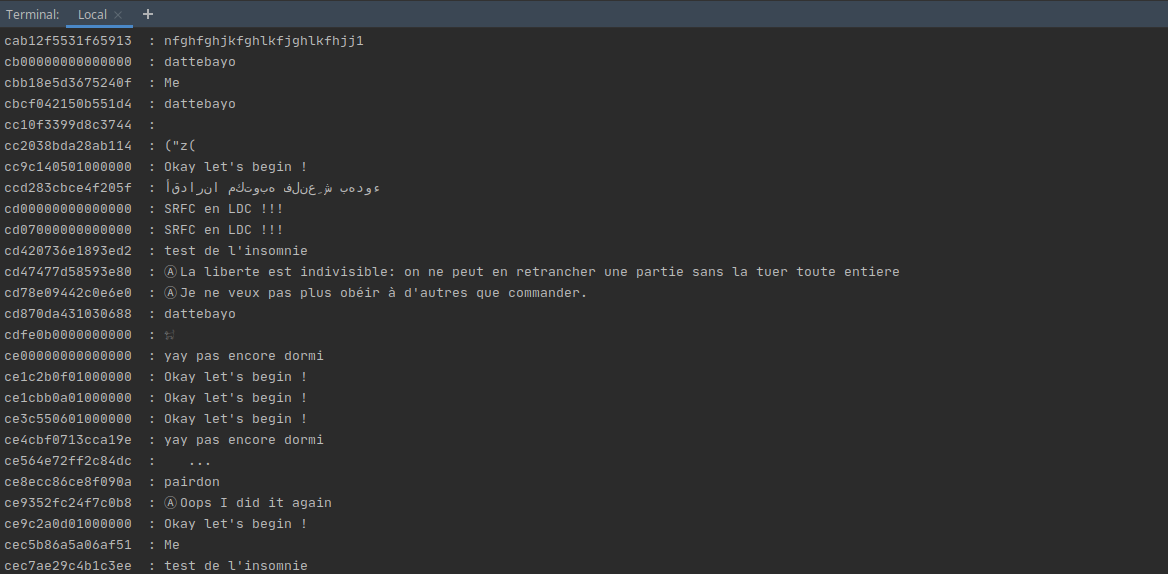 Terminal: Local × +
cab12f5531f65913 : nfghfghjkfghlkfjghlkfhjj1
cb00000000000000 : dattebayo
cbb18e5d3675240f : Me
cbcf042150b551d4 : dattebayo
cc10f3399d8c3744 :
cc2038bda28ab114 : ("z(
cc9c140501000000 : Okay let's begin !
ccd283cbce4f205f : أقدارنا مكتوبه فلنعِش بهدوء
cd00000000000000 : SRFC en LDC !!!
cd07000000000000 : SRFC en LDC !!!
cd420736e1893ed2 : test de l'insomnie
cd47477d58593e80 : ⒶLa liberte est indivisible: on ne peut en retrancher une partie sans la tuer toute entiere
cd78e09442c0e6e0 : ⒶJe ne veux pas plus obéir à d'autres que commander.
cd870da431030688 : dattebayo
cdfe0b0000000000 :
ce00000000000000 : yay pas encore dormi
ce1c2b0f01000000 : Okay let's begin !
ce1cbb0a01000000 : Okay let's begin !
ce3c550601000000 : Okay let's begin !
ce4cbf0713cca19e : yay pas encore dormi
ce564e72ff2c84dc : ...
ce8ecc86ce8f090a : pairdon
ce9352fc24f7c0b8 : ⒶOops I did it again
ce9c2a0d01000000 : Okay let's begin !
cec5b86a5a06af51 : Me
cec7ae29c4b1c3ee : test de l'insomnie